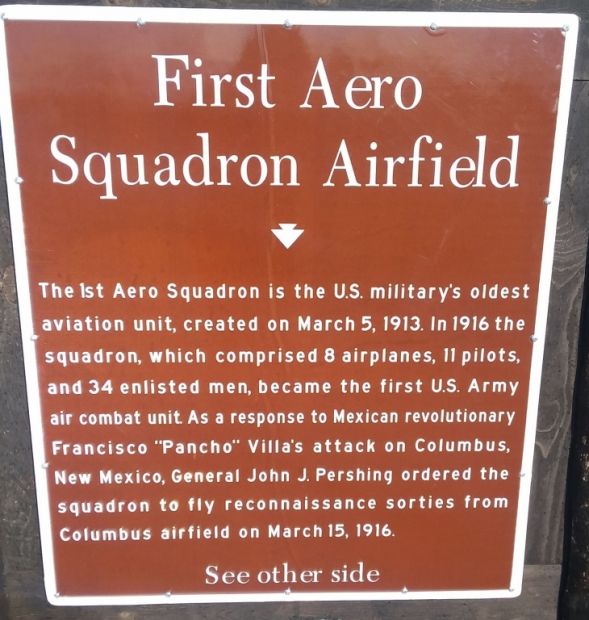 First Aero
Squadron Airfield
The 1st Aero Squadron is the U.S. military's oldest
aviation unit, created on March 5, 1913. In 1916 the
squadron, which comprised 8 airplanes, 11 pilots,
and 34 enlisted men, became the first U.S. Army
air combat unit. As a response to Mexican revolutionary
Francisco "Pancho" Villa's attack on Columbus,
New Mexico, General John J. Pershing ordered the
squadron to fly reconnaissance sorties from
Columbus airfield on March 15, 1916.
See other side